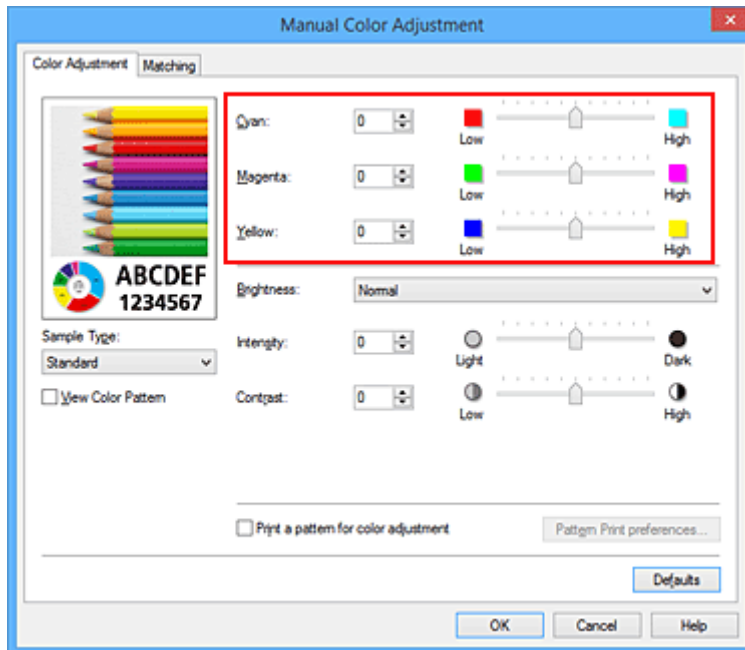 Manual Color Adjustment
Color Adjustment
Matching
Cyan:
0
Low
High
Magenta:
0
Low
High
Yellow:
0
Low
High
ABCDEF
1234567
Brightness:
Normal
Sample Type:
Standard
Intensity:
0
Light
Dark
View Color Pattern
Contrast:
0
Low
High
Print a pattern for color adjustment
Pattern Print preferences...
Defaults
OK
Cancel
Help